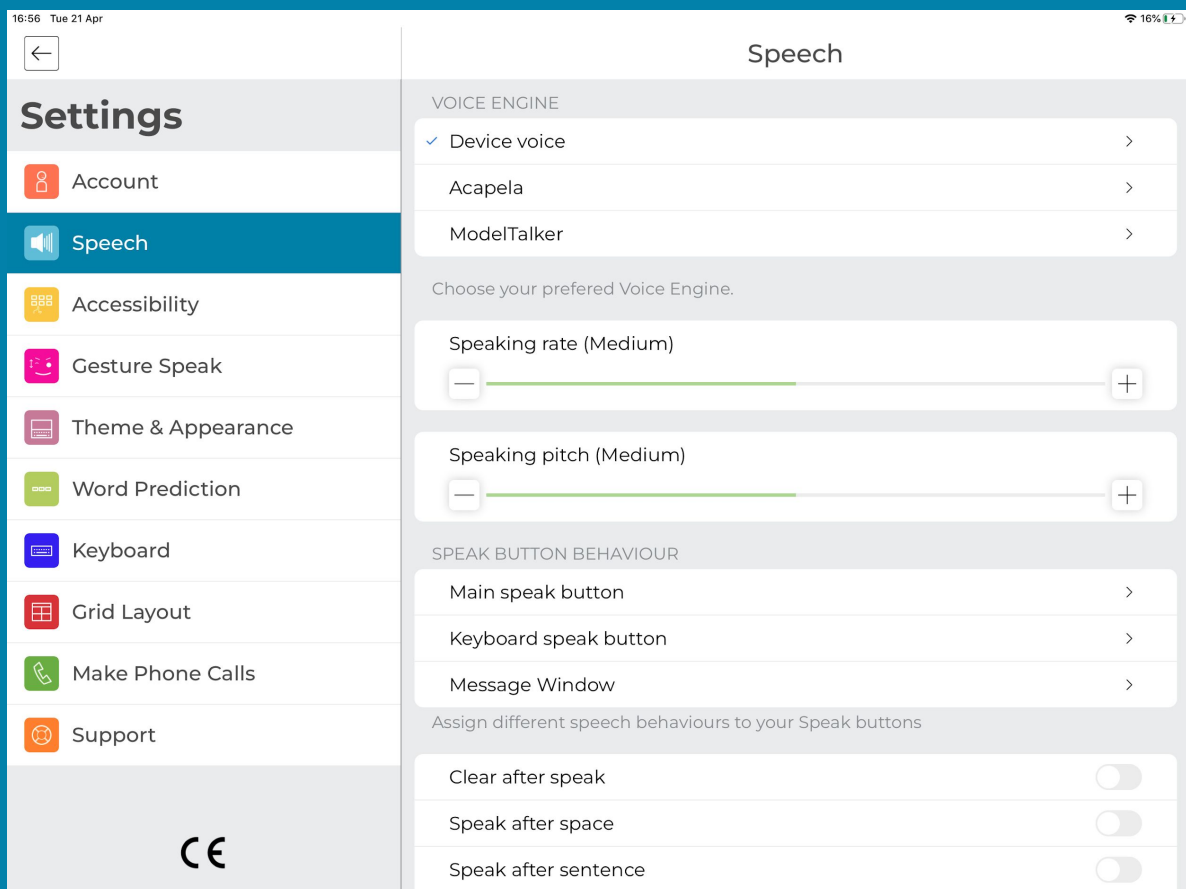 16:56 Tue 21 Apr
16%
Speech
Settings
Account
Speech
Accessibility
Gesture Speak
Theme & Appearance
Word Prediction
Keyboard
Grid Layout
Make Phone Calls
Support
CE
VOICE ENGINE
Device voice
Acapela
ModelTalker
Choose your prefered Voice Engine.
Speaking rate (Medium)
Speaking pitch (Medium)
SPEAK BUTTON BEHAVIOUR
Main speak button
Keyboard speak button
Message Window
Assign different speech behaviours to your Speak buttons
Clear after speak
Speak after space
Speak after sentence